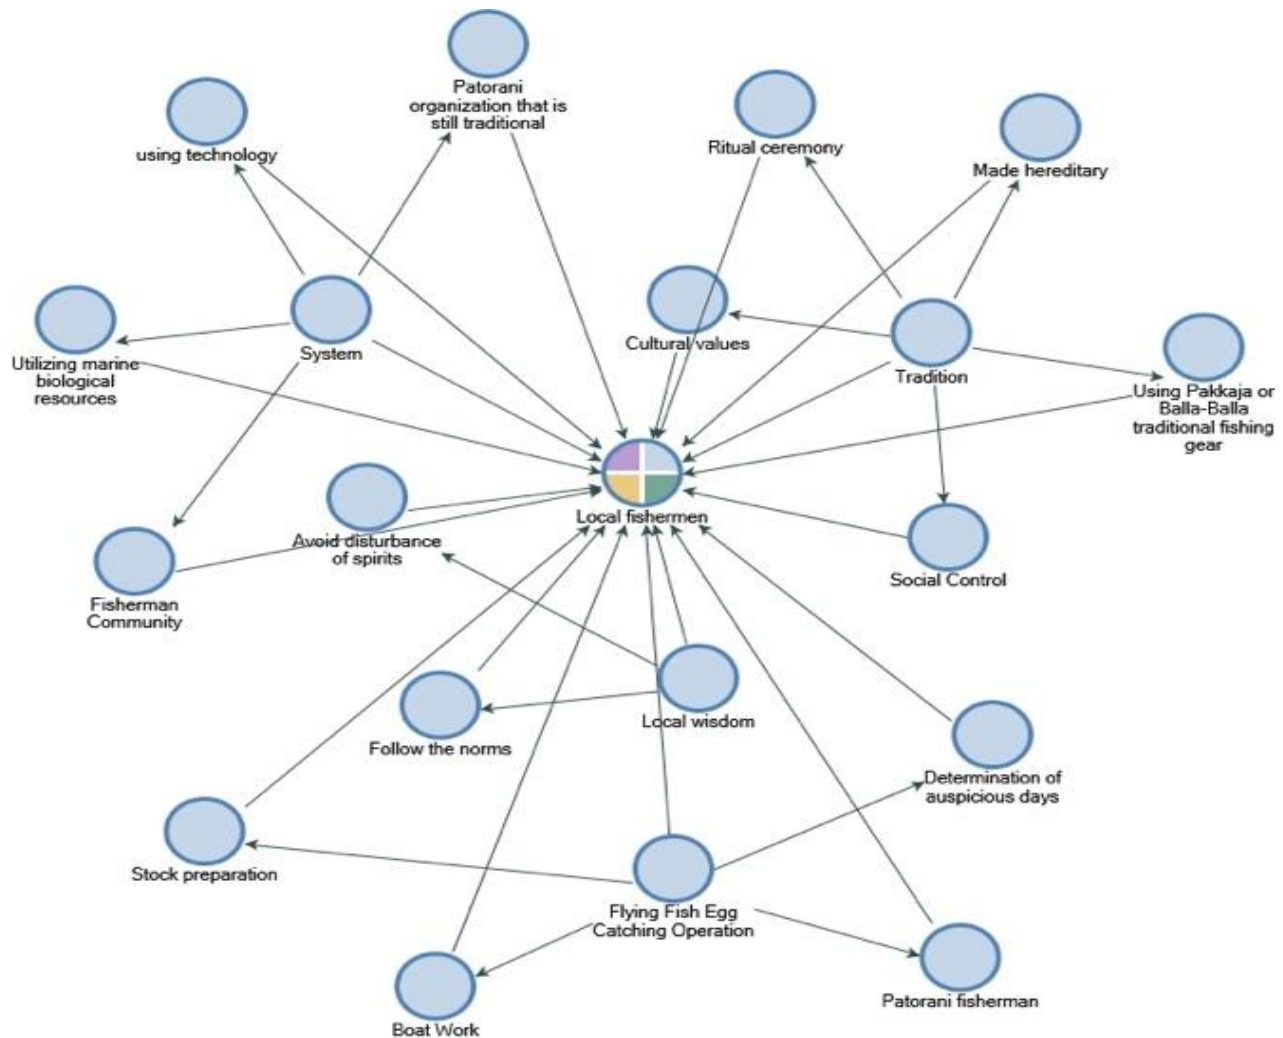 Patorani
organization that is
still traditional
using technology
Ritual ceremony
Made hereditary
Utilizing marine
biological
resources
System
Cultural values
Tradition
Using Pakkaja or
Balla-Balla
traditional fishing
gear
Local fishermen
Avoid disturbance
of spirits
Fisherman
Community
Social Control
Follow the norms
Local wisdom
Determination of
auspicious days
Stock preparation
Flying Fish Egg
Catching Operation
Patorani fisherman
Boat Work